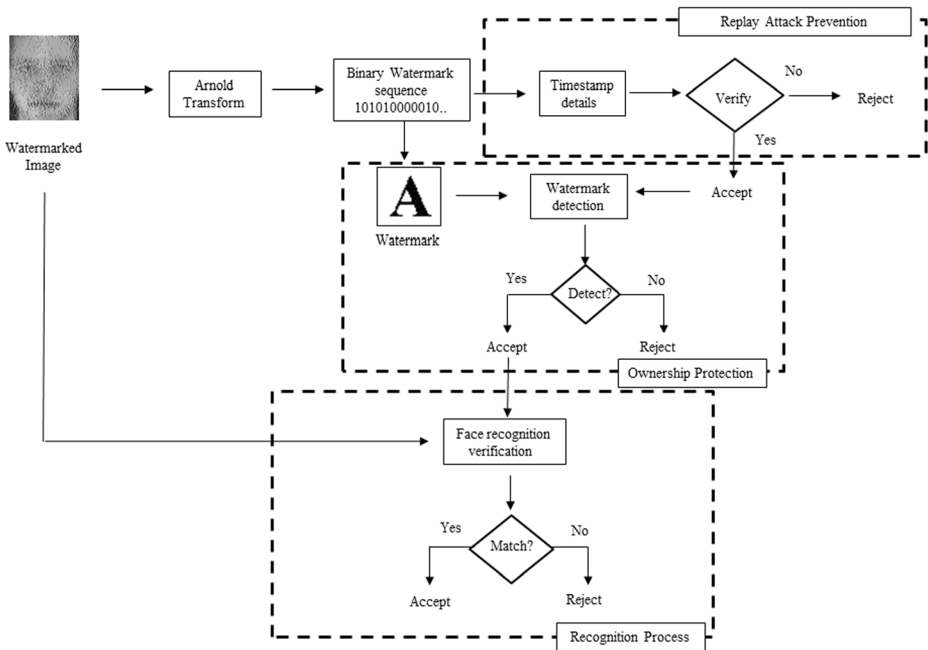 Replay Attack Prevention
Watermarked
Image
Arnold
Transform
Binary Watermark
sequence
101010000010..
Timestamp
details
Verify
No
Reject
Yes
Accept
A
Watermark
Watermark
detection
Detect?
Yes
No
Accept
Reject
Ownership Protection
Face recognition
verification
Match?
Yes
No
Accept
Reject
Recognition Process